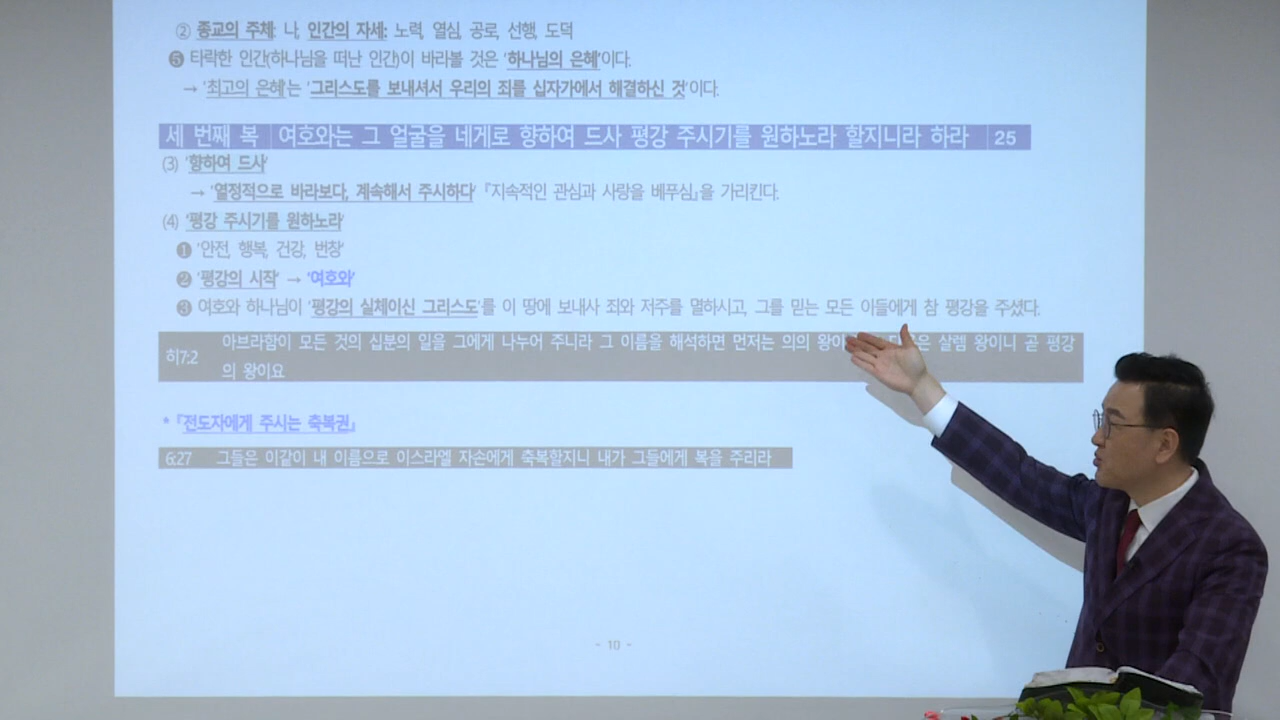 ② 종교의 주체: 나, 인간의 자세: 노력, 열심, 공로, 선행, 도덕
❺ 타락한 인간(하나님을 떠난 인간)이 바라볼 것은 '하나님의 은혜'이다.
→ '최고의 은혜'는 '그리스도를 보내셔서 우리의 죄를 십자가에서 해결하신 것'이다.
세 번째 복 여호와는 그 얼굴을 네게로 향하여 드사 평강 주시기를 원하노라 할지니라 하라 25
(3) '향하여 드사'
→ '열정적으로 바라보다, 계속해서 주시하다' 『지속적인 관심과 사랑을 베푸심』을 가리킨다.
(4) '평강 주시기를 원하노라'
❶ '안전, 행복, 건강, 번창'
❷ '평강의 시작' → '여호와'
❸ 여호와 하나님이 '평강의 실체이신 그리스도'를 이 땅에 보내사 죄와 저주를 멸하시고, 그를 믿는 모든 이들에게 참 평강을 주셨다.
히7:2 아브라함이 모든 것의 십분의 일을 그에게 나누어 주니라 그 이름을 해석하면 먼저는 의의 살렘 왕이니 곧 평강
의 왕이요
* 『전도자에게 주시는 축복권』
6:27 그들은 이같이 내 이름으로 이스라엘 자손에게 축복할지니 내가 그들에게 복을 주리라
- 10 -